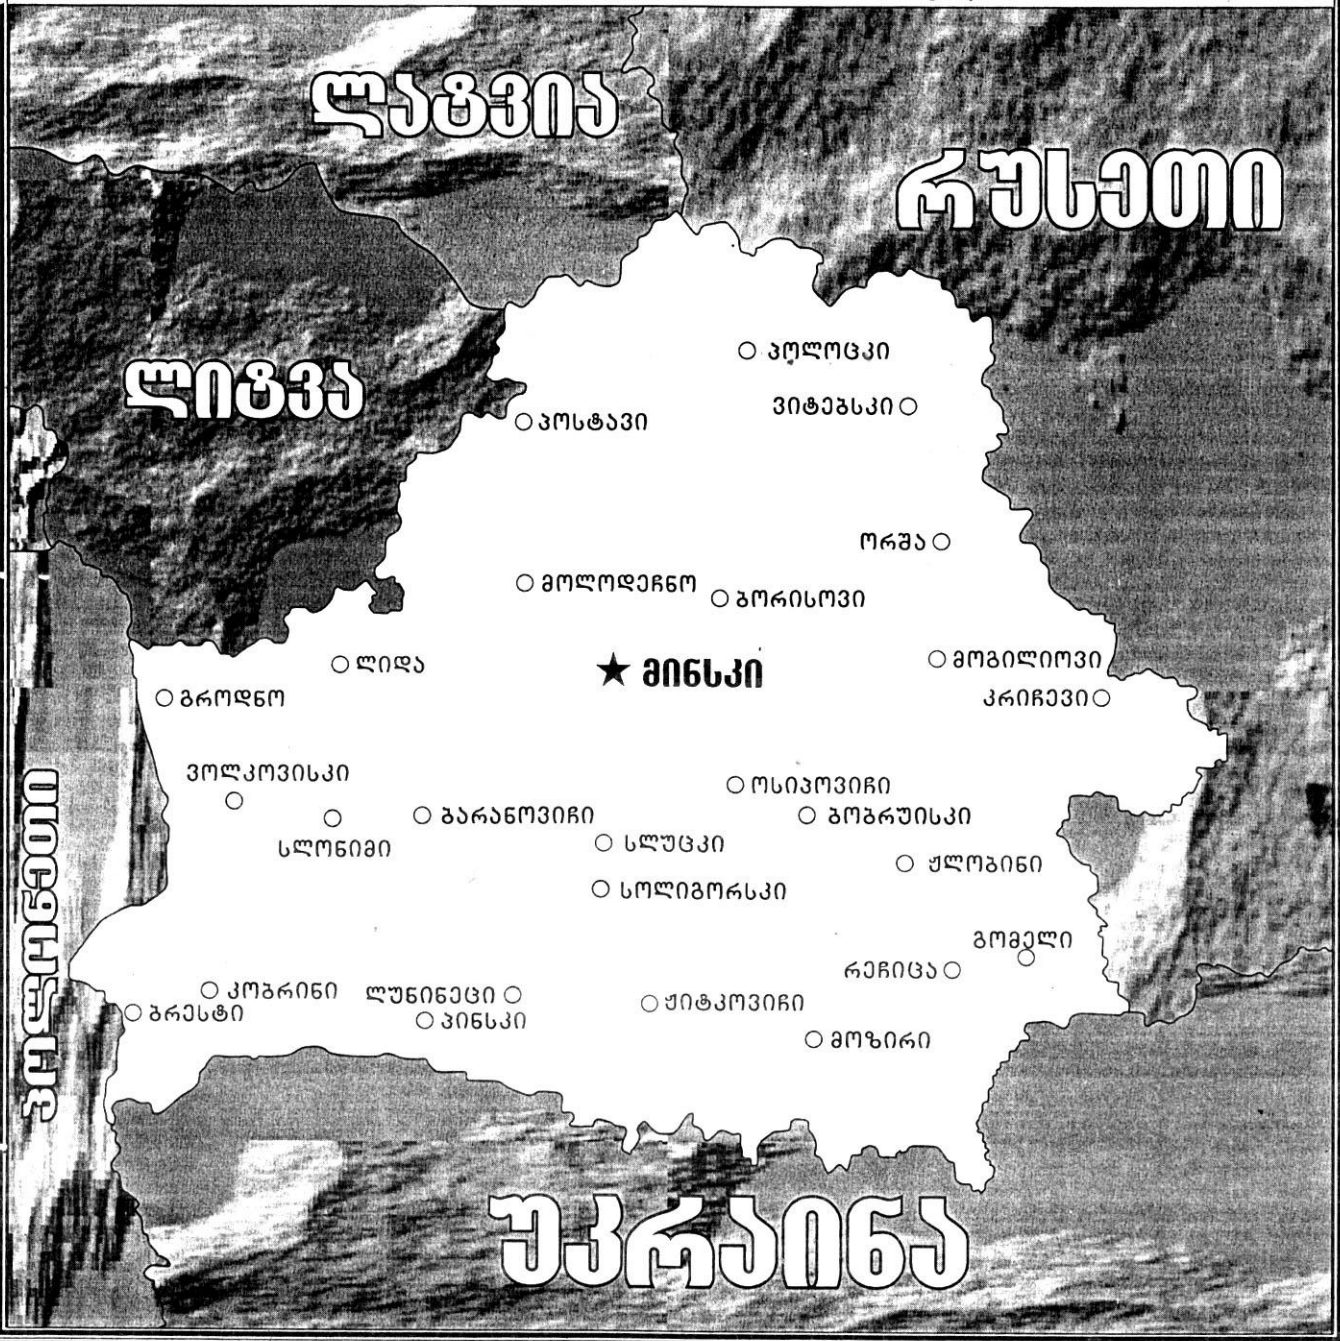 ლატვია
რუსეთი
ლიტვა
პოლოცკი
ვიტებსკი
პოსტავი
ორშა
მოლოდეჩნო
ბორისოვი
ლიდა
მინსკი
მოგილიოვი
გროდნო
კრიჩევი
ვოლკოვისკი
ოსიპოვიჩი
ბარანოვიჩი
ბობრუისკი
სლონიმი
სლუცკი
ჟლობინი
სოლიგორსკი
პოლონეთი
გომელი
რეჩიცა
კობრინი
ლუნინეცი
ჟიტკოვიჩი
ბრესტი
პინსკი
მოზირი
უკრაინა